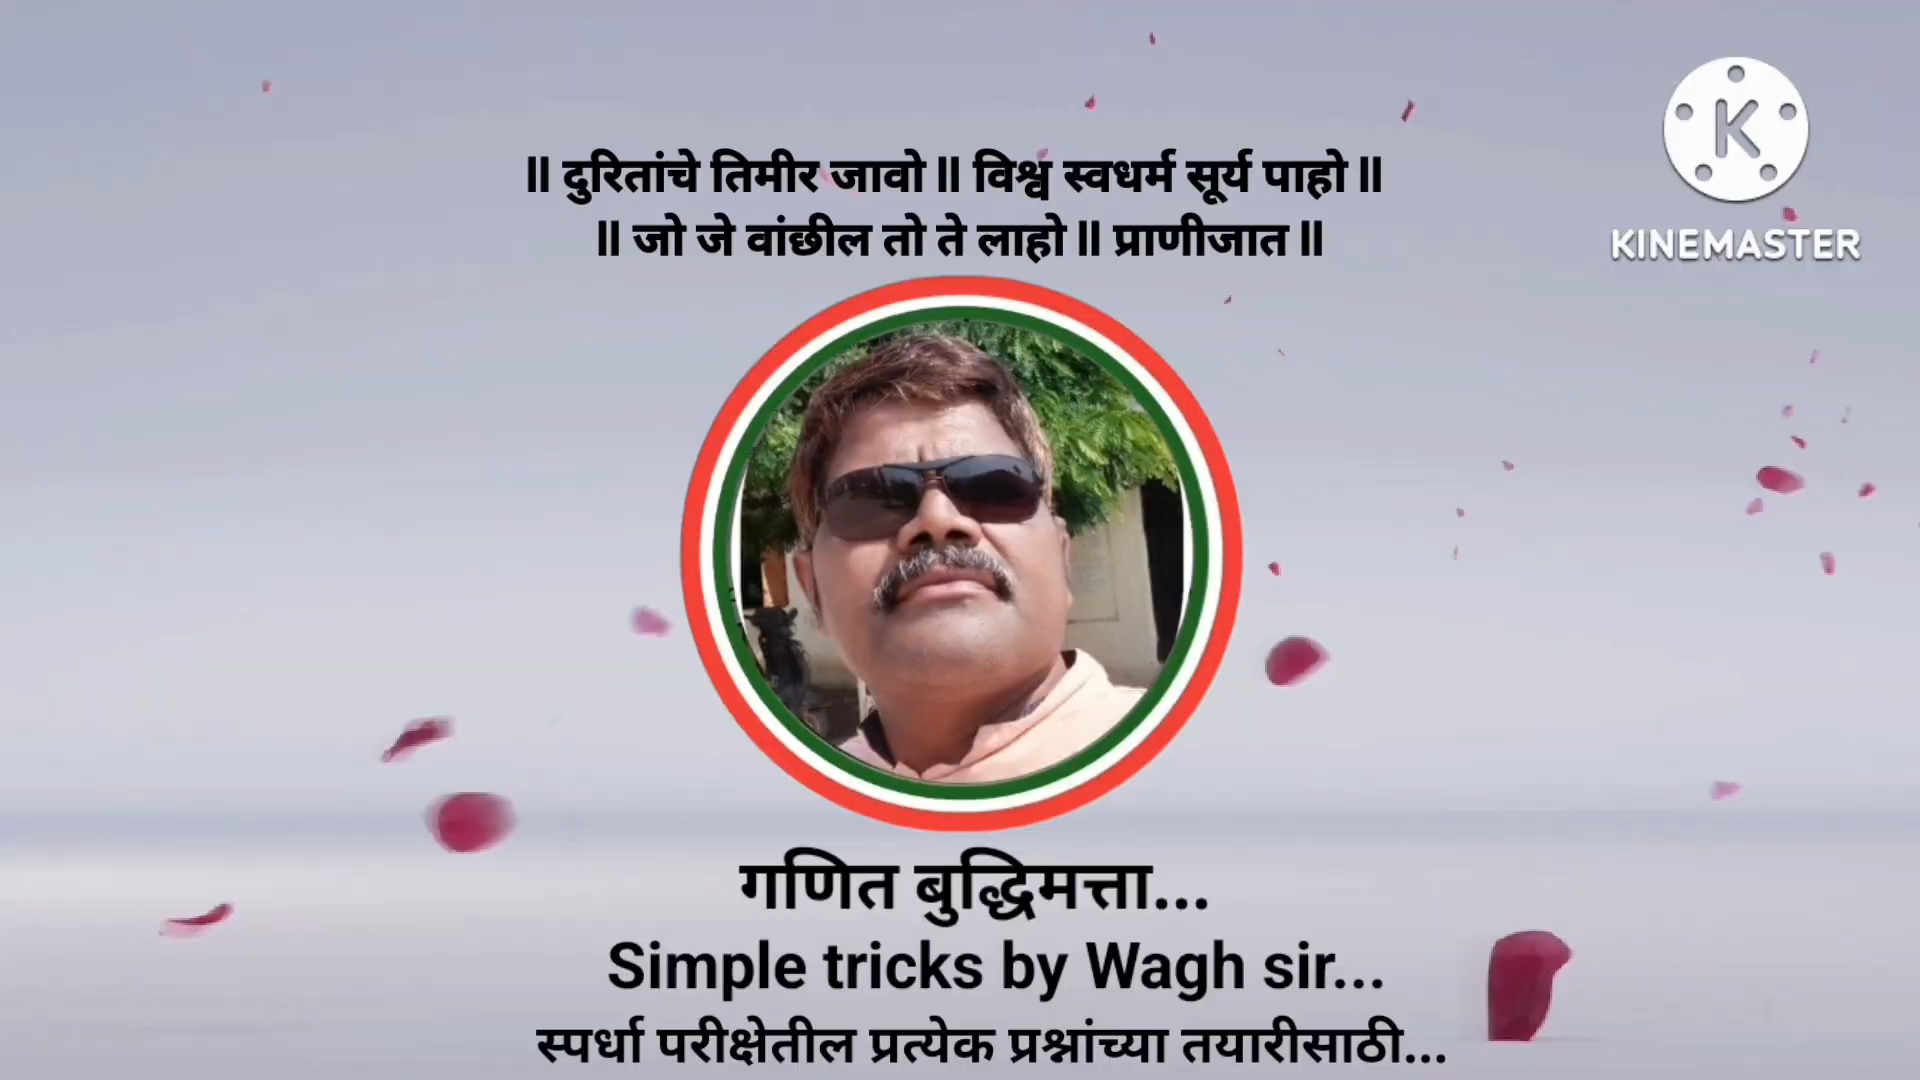 ॥ दुरितांचे तिमीर जावो ॥ विश्व स्वधर्म सूर्य पाहो ॥
॥ जो जे वांछील तो ते लाहो ॥ प्राणीजात ॥
K
KINEMASTER
गणित बुद्धिमत्ता...
Simple tricks by Wagh sir...
स्पर्धा परीक्षेतील प्रत्येक प्रश्नांच्या तयारीसाठी...